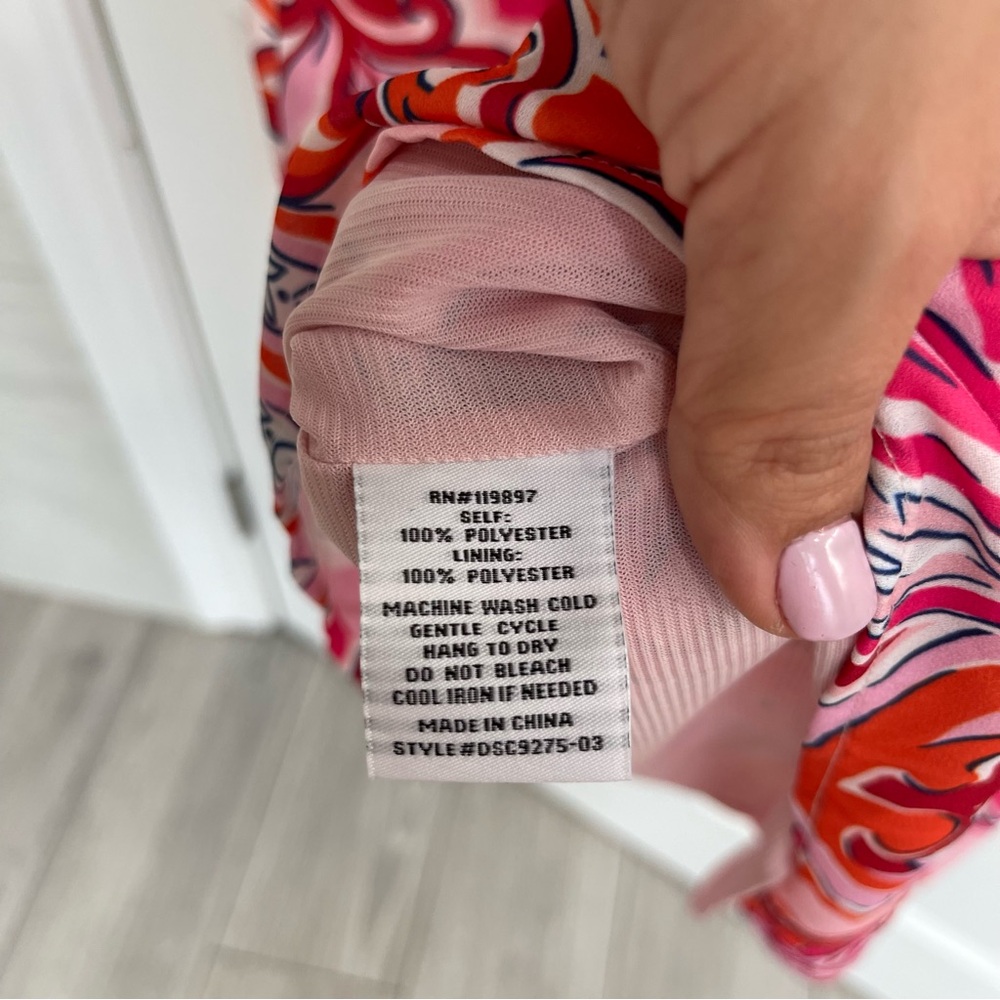 RN#119897
SELF:
100% POLYESTER
LINING:
100% POLYESTER
MACHINE WASH COLD
GENTLE CYCLE
HANG TO DRY
DO NOT BLEACH
COOL IRON IF NEEDED
MADE IN CHINA
STYLE#DSC9275-03